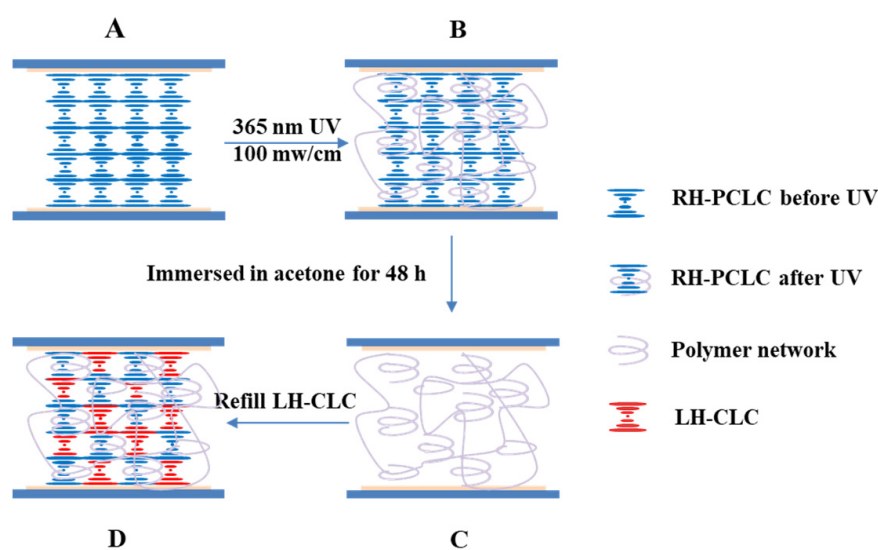 A
B
365 nm UV
100 mw/cm
RH-PCLC before UV
Immersed in acetone for 48 h
RH-PCLC after UV
Polymer network
Refill LH-CLC
LH-CLC
D
C